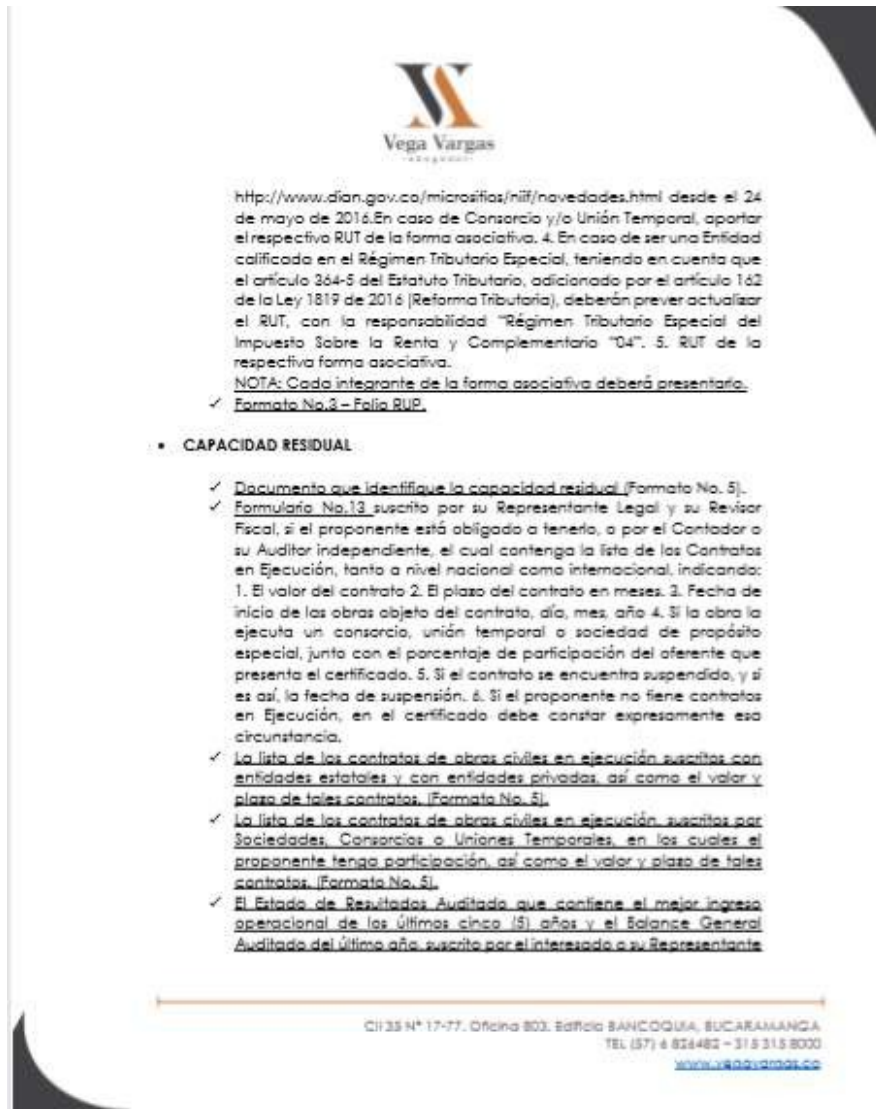 Vega Vargas
-abogados-
http://www.dian.gov.co/micrositios/niif/novedades.html desde el 24
de mayo de 2016.En caso de Consorcio y/o Unión Temporal, aportar
el respectivo RUT de la forma asociativa. 4. En caso de ser una Entidad
calificada en el Régimen Tributario Especial, teniendo en cuenta que
el artículo 364-5 del Estatuto Tributario, adicionado por el artículo 162
de la Ley 1819 de 2016 (Reforma Tributaria), deberán prever actualizar
el RUT, con la responsabilidad "Régimen Tributario Especial del
Impuesto Sobre la Renta y Complementario "04". 5. RUT de la
respectiva forma asociativa.
NOTA: Cada integrante de la forma asociativa deberá presentarlo.
✓ Formato No.3 – Folio RUP.
• CAPACIDAD RESIDUAL
✓ Documento que identifique la capacidad residual (Formato No. 5).
✓ Formulario No.13 suscrito por su Representante Legal y su Revisor
Fiscal, si el proponente está obligado a tenerlo, o por el Contador o
su Auditor independiente, el cual contenga la lista de los Contratos
en Ejecución, tanto a nivel nacional como internacional, indicando:
1. El valor del contrato 2. El plazo del contrato en meses. 3. Fecha de
inicio de las obras objeto del contrato, día, mes, año 4. Si la obra la
ejecuta un consorcio, unión temporal o sociedad de propósito
especial, junto con el porcentaje de participación del oferente que
presenta el certificado. 5. Si el contrato se encuentra suspendido, y si
es así, la fecha de suspensión. 6. Si el proponente no tiene contratos
en Ejecución, en el certificado debe constar expresamente esa
circunstancia.
✓ La lista de los contratos de obras civiles en ejecución suscritos con
entidades estatales y con entidades privadas, así como el valor y
plazo de tales contratos. (Formato No. 5).
✓ La lista de los contratos de obras civiles en ejecución, suscritos por
Sociedades, Consorcios o Uniones Temporales, en los cuales el
proponente tenga participación, así como el valor y plazo de tales
contratos. (Formato No. 5).
✓ El Estado de Resultados Auditado que contiene el mejor ingreso
operacional de los últimos cinco (5) años y el Balance General
Auditado del último año, suscrito por el interesado o su Representante
Cll 35 N° 17-77. Oficina 803. Edificio BANCOQUIA, BUCARAMANGA
TEL (57) 6 826482 – 315 315 8000
www.vegavargas.co